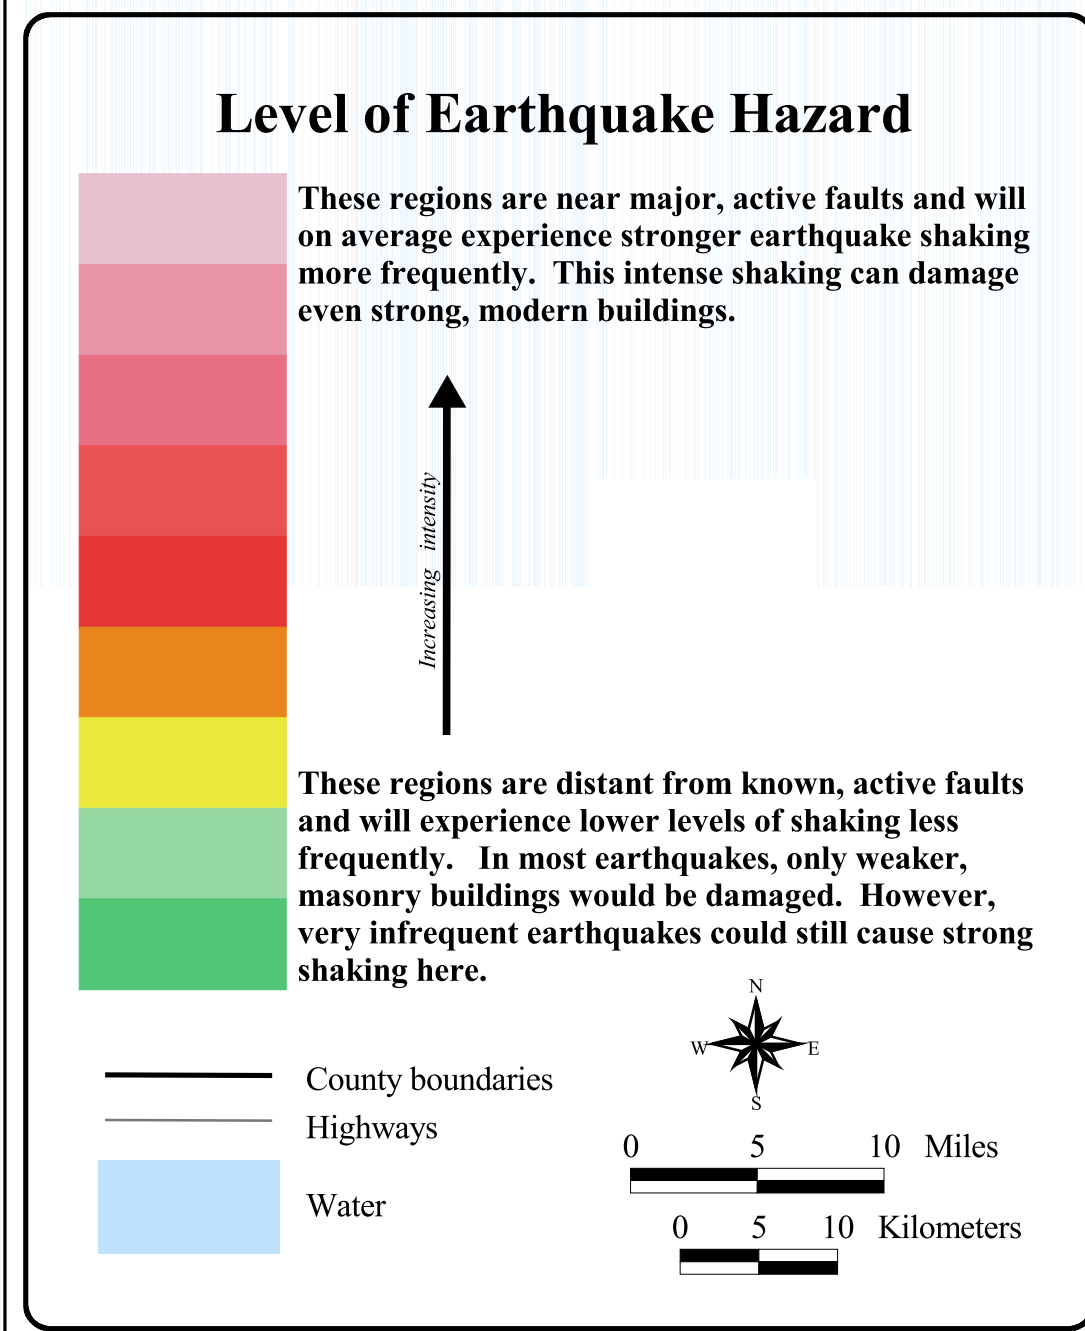 Level of Earthquake Hazard
These regions are near major, active faults and will
on average experience stronger earthquake shaking
more frequently.  This intense shaking can damage
even strong, modern buildings.
Increasing intensity
These regions are distant from known, active faults
and will experience lower levels of shaking less
frequently.   In most earthquakes, only weaker,
masonry buildings would be damaged.  However,
very infrequent earthquakes could still cause strong
shaking here.
N
W E
S
County boundaries
Highways
Water
0 5 10 Miles
0 5 10 Kilometers